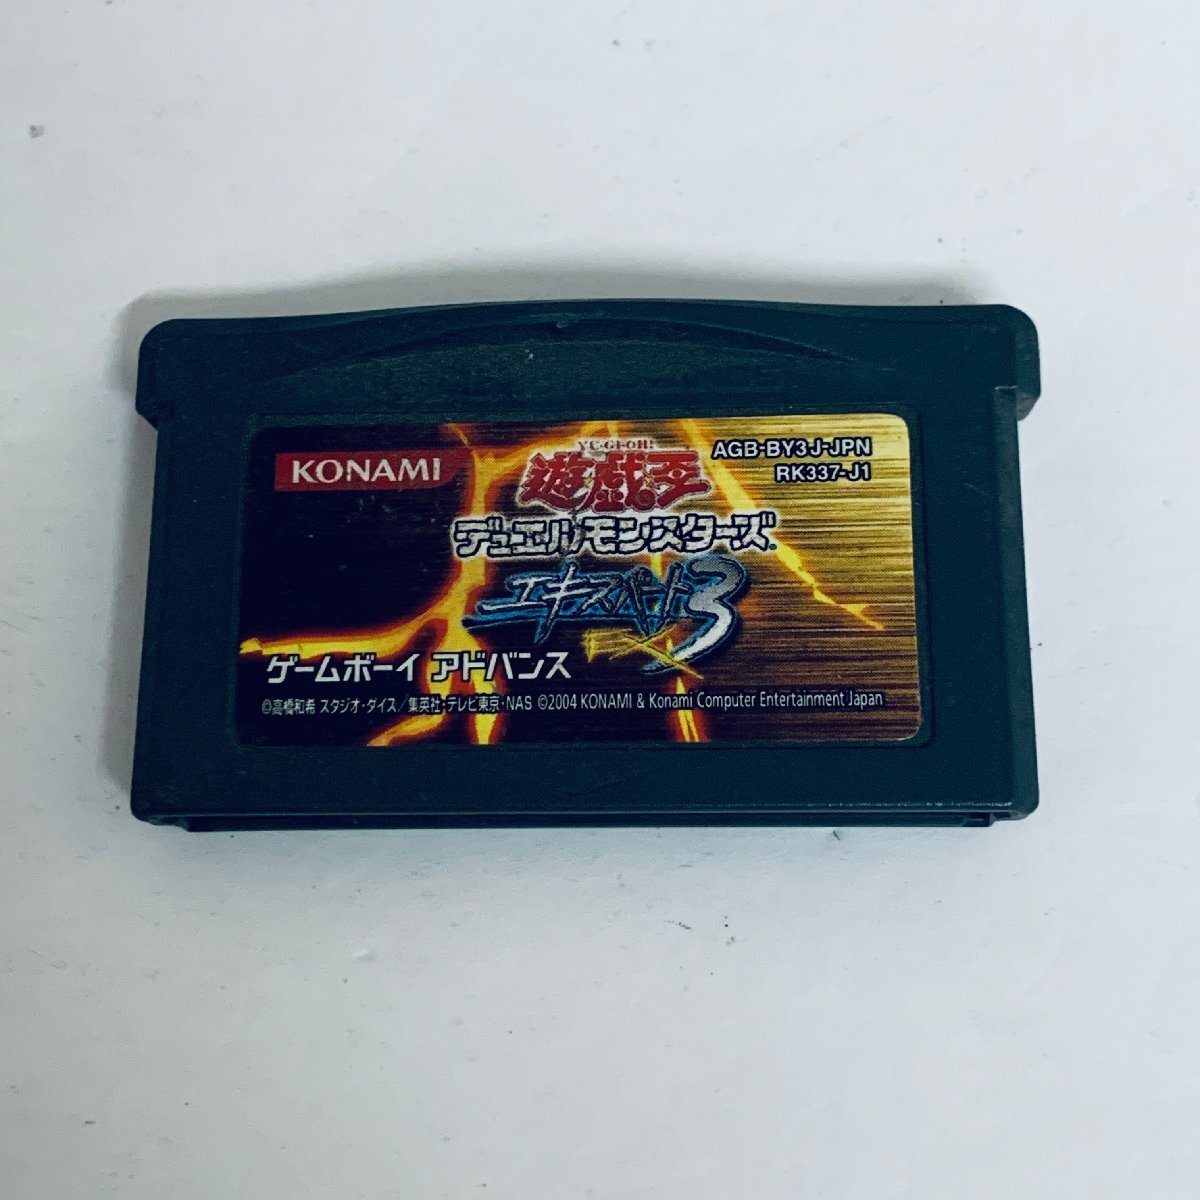 KONAMI
YU-GI-OH!
遊戯王
AGB-BY3J-JPN
RK337-J1
デュエルモンスターズ
エキスパート3
EX
ゲームボーイ アドバンス
©高橋和希 スタジオ・ダイス／集英社・テレビ東京・NAS ©2004 KONAMI & Konami Computer Entertainment Japan